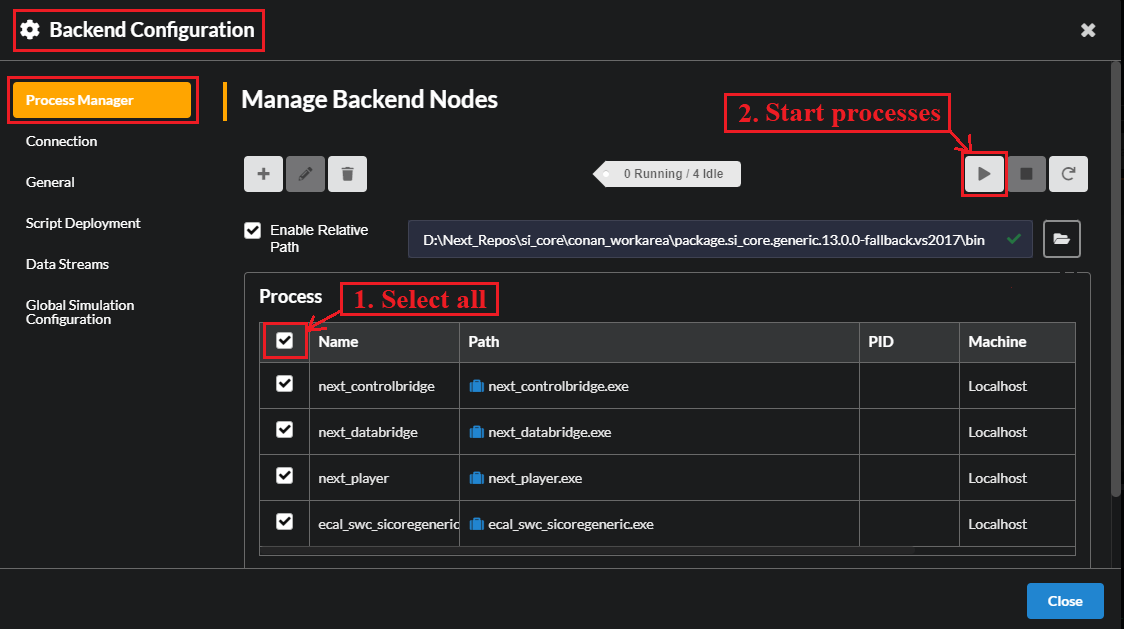 Backend Configuration
Process Manager
Connection
General
Script Deployment
Data Streams
Global Simulation
Configuration
Manage Backend Nodes
2. Start processes
0 Running / 4 Idle
Enable Relative
Path
D:\Next_Repos\si_core\conan_workarea\package.si_core.generic.13.0.0-fallback.vs2017\bin
Process
1. Select all
Name Path PID Machine
next_controlbridge next_controlbridge.exe Localhost
next_databridge next_databridge.exe Localhost
next_player next_player.exe Localhost
ecal_swc_sicoregeneric ecal_swc_sicoregeneric.exe Localhost
Close